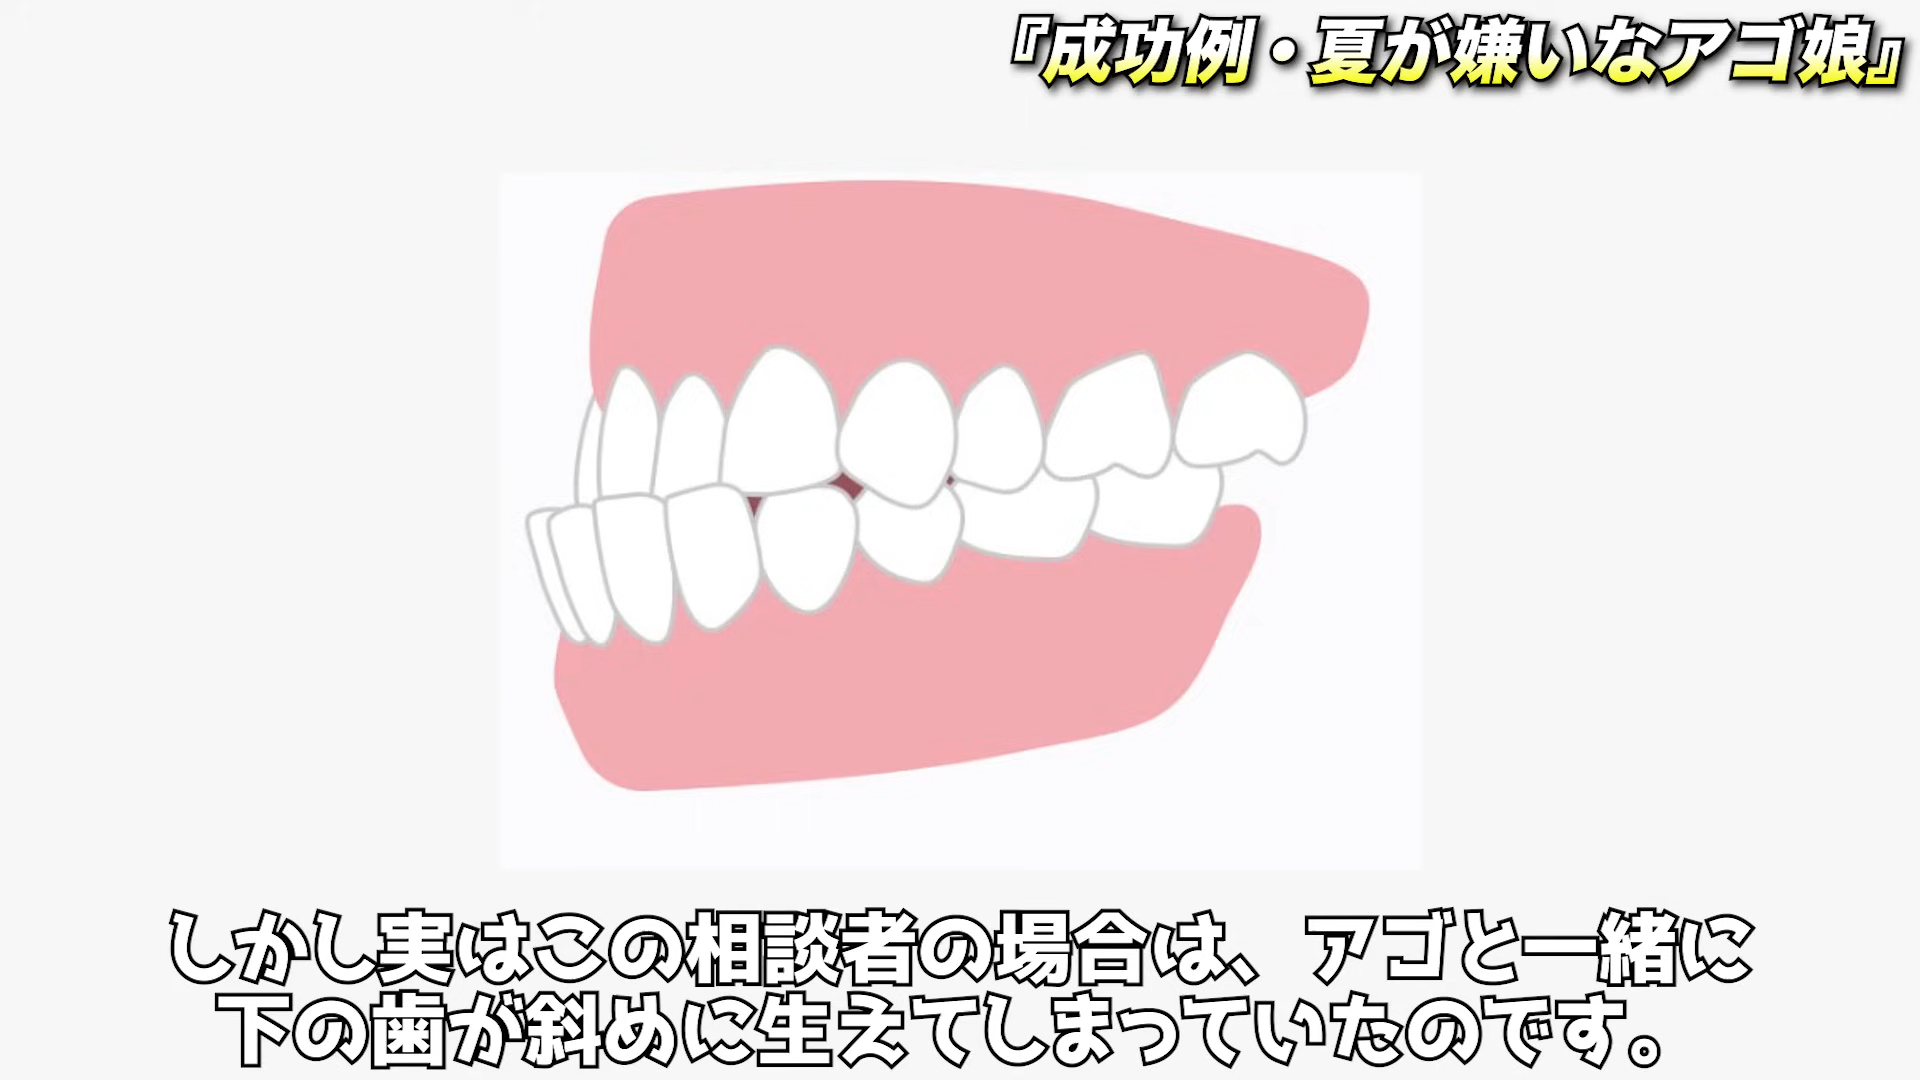 『成功例・夏が嫌いなアゴ娘』
しかし実はこの相談者の場合は、アゴと一緒に
下の歯が斜めに生えてしまっていたのです。